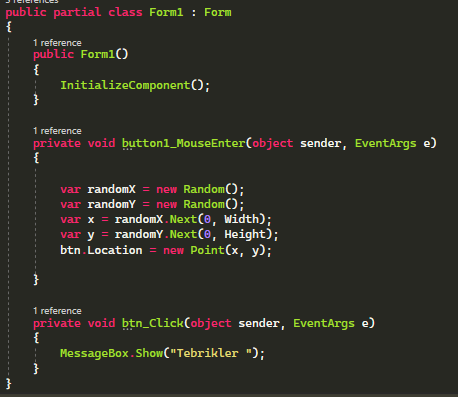 3 references
public partial class Form1 : Form
{
1 reference
public Form1()
{
InitializeComponent();
}
1 reference
private void button1_MouseEnter(object sender, EventArgs e)
{
var randomX = new Random();
var randomY = new Random();
var x = randomX.Next(0, Width);
var y = randomY.Next(0, Height);
btn.Location = new Point(x, y);
}
1 reference
private void btn_Click(object sender, EventArgs e)
{
MessageBox.Show("Tebrikler ");
}
}